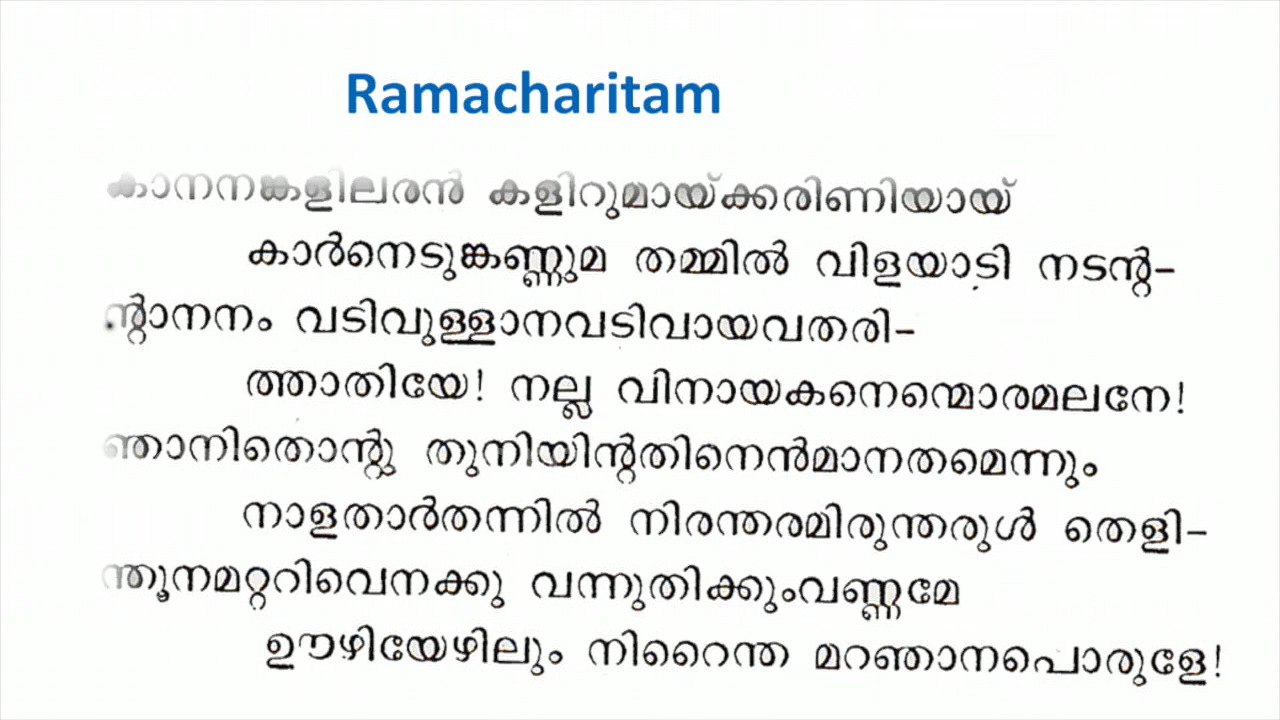 Ramacharitam
കാനനങ്കളിലരൻ കളിറുമായ്ക്കരിണിയായ്
കാർനെടുങ്കണ്ണുമ തമ്മിൽ വിളയാടി നടന്റ-
ന്റാനനം വടിവുള്ളാനവടിവായവതരി-
ത്താതിയേ! നല്ല വിനായകനെന്മൊരമലനേ!
ഞാനിതൊന്റു തുനിയിന്റതിനെൻമാനതമെന്നും
നാളതാർതന്നിൽ നിരന്തരമിരുന്തരുൾ തെളി-
ന്തൂനമറ്ററിവെനക്കു വന്നുതിക്കുംവണ്ണമേ
ഊഴിയേഴിലും നിറൈന്ത മറഞാനപൊരുളേ!